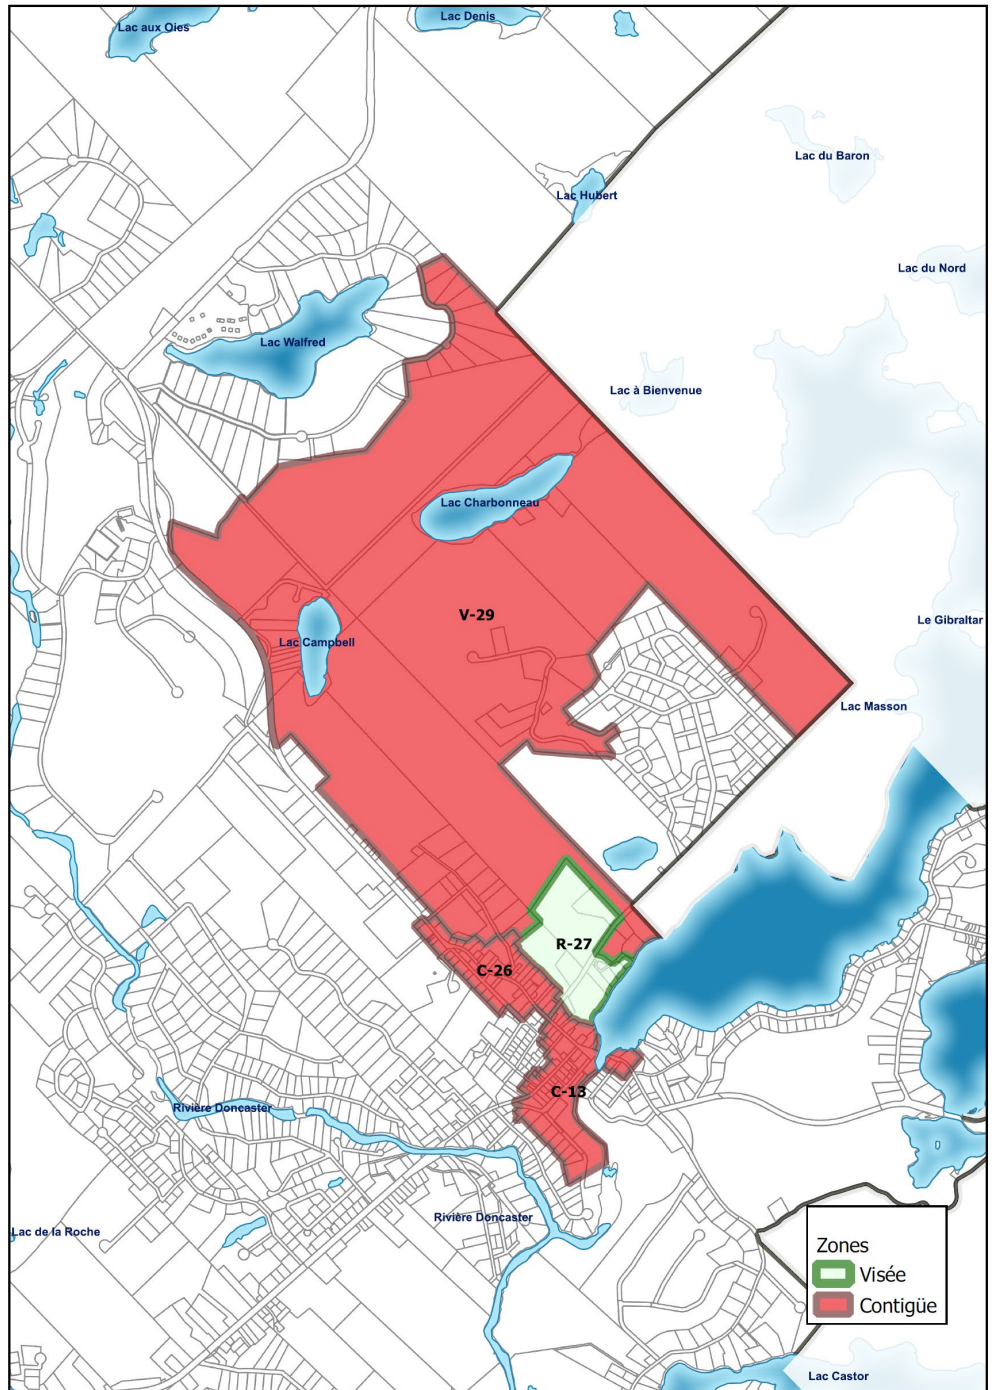 Lac Denis
Lac aux Oies
Lac du Baron
Lac Hubert
Lac du Nord
Lac Walfred
Lac à Bienvenue
Lac Charbonneau
V-29
Le Gibraltar
Lac Campbell
Lac Masson
R-27
C-26
C-13
Rivière Doncaster
Rivière Doncaster
Lac de la Roche
Zones
Visée
Contigüe
Lac Castor